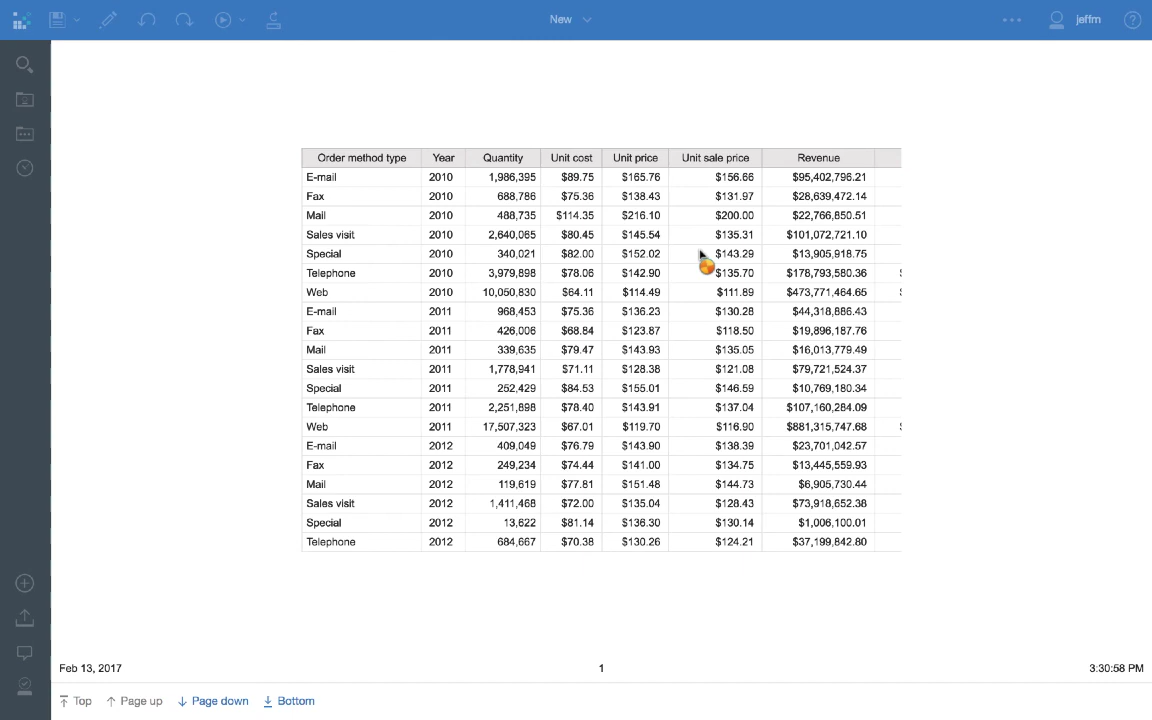 New
jeffm
?
Order method type Year Quantity Unit cost Unit price Unit sale price Revenue
E-mail 2010 1,986,395 $89.75 $165.76 $156.66 $95,402,796.21
Fax 2010 688,786 $75.36 $138.43 $131.97 $28,639,472.14
Mail 2010 488,735 $114.35 $216.10 $200.00 $22,766,850.51
Sales visit 2010 2,640,065 $80.45 $145.54 $135.31 $101,072,721.10
Special 2010 340,021 $82.00 $152.02 $143.29 $13,905,918.75
Telephone 2010 3,979,898 $78.06 $142.90 $135.70 $178,793,580.36
Web 2010 10,050,830 $64.11 $114.49 $111.89 $473,771,464.65
E-mail 2011 968,453 $75.36 $136.23 $130.28 $44,318,886.43
Fax 2011 426,006 $68.84 $123.87 $118.50 $19,896,187.76
Mail 2011 339,635 $79.47 $143.93 $135.05 $16,013,779.49
Sales visit 2011 1,778,941 $71.11 $128.38 $121.08 $79,721,524.37
Special 2011 252,429 $84.53 $155.01 $146.59 $10,769,180.34
Telephone 2011 2,251,898 $78.40 $143.91 $137.04 $107,160,284.09
Web 2011 17,507,323 $67.01 $119.70 $116.90 $881,315,747.68
E-mail 2012 409,049 $76.79 $143.90 $138.39 $23,701,042.57
Fax 2012 249,234 $74.44 $141.00 $134.75 $13,445,559.93
Mail 2012 119,619 $77.81 $151.48 $144.73 $6,905,730.44
Sales visit 2012 1,411,468 $72.00 $135.04 $128.43 $73,918,652.38
Special 2012 13,622 $81.14 $136.30 $130.14 $1,006,100.01
Telephone 2012 684,667 $70.38 $130.26 $124.21 $37,199,842.80
Feb 13, 2017 1 3:30:58 PM
Top Page up Page down Bottom